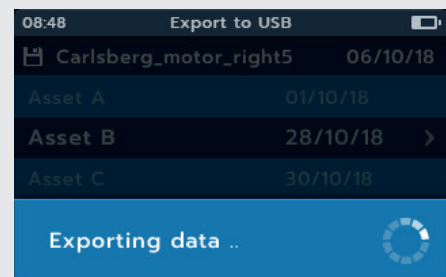 08:48 Export to USB
Carlsberg_motor_right5 06/10/18
Asset A 01/10/18
Asset B 28/10/18 >
Asset C 30/10/18
Exporting data ..